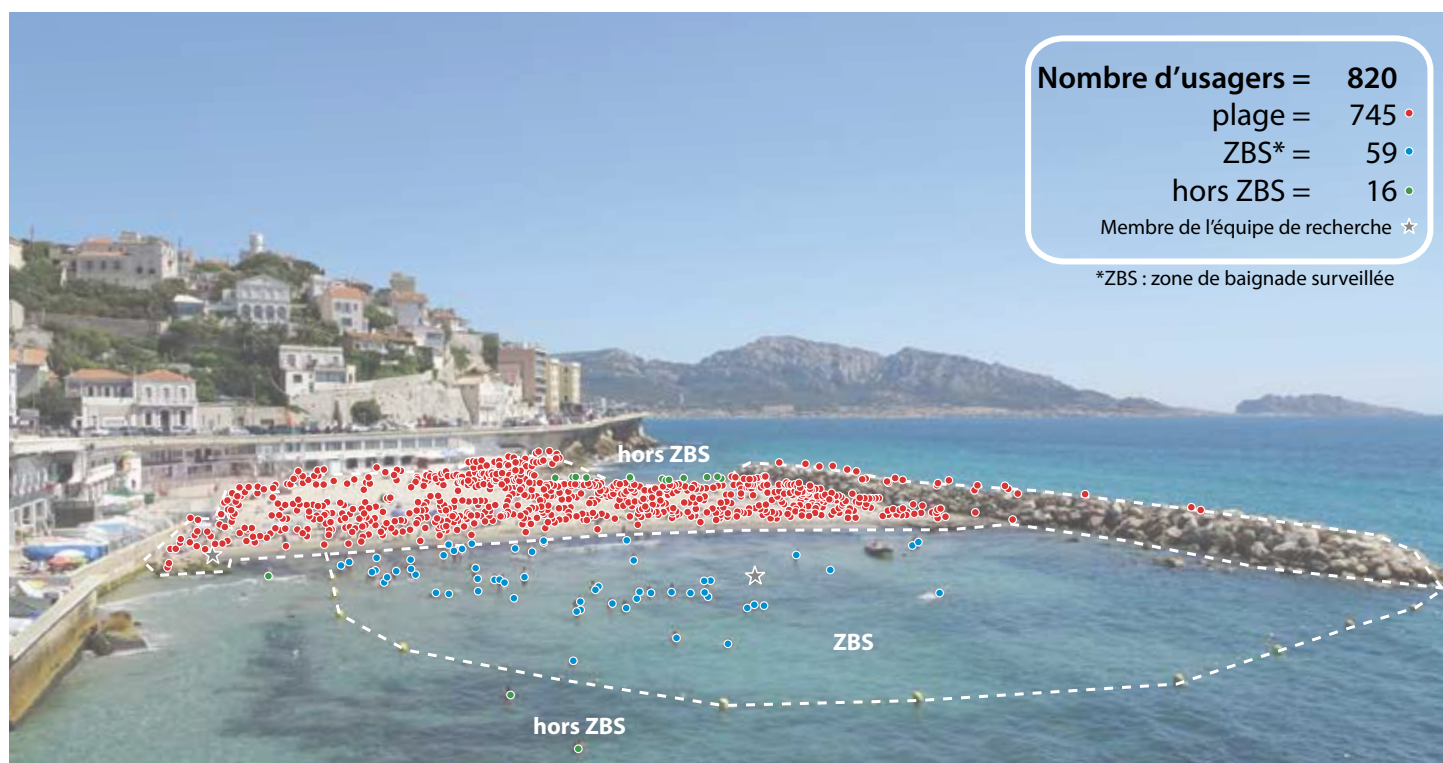 Nombre d'usagers = 820
plage = 745
ZBS* = 59
hors ZBS = 16
Membre de l'équipe de recherche
*ZBS : zone de baignade surveillée
hors ZBS
ZBS
hors ZBS